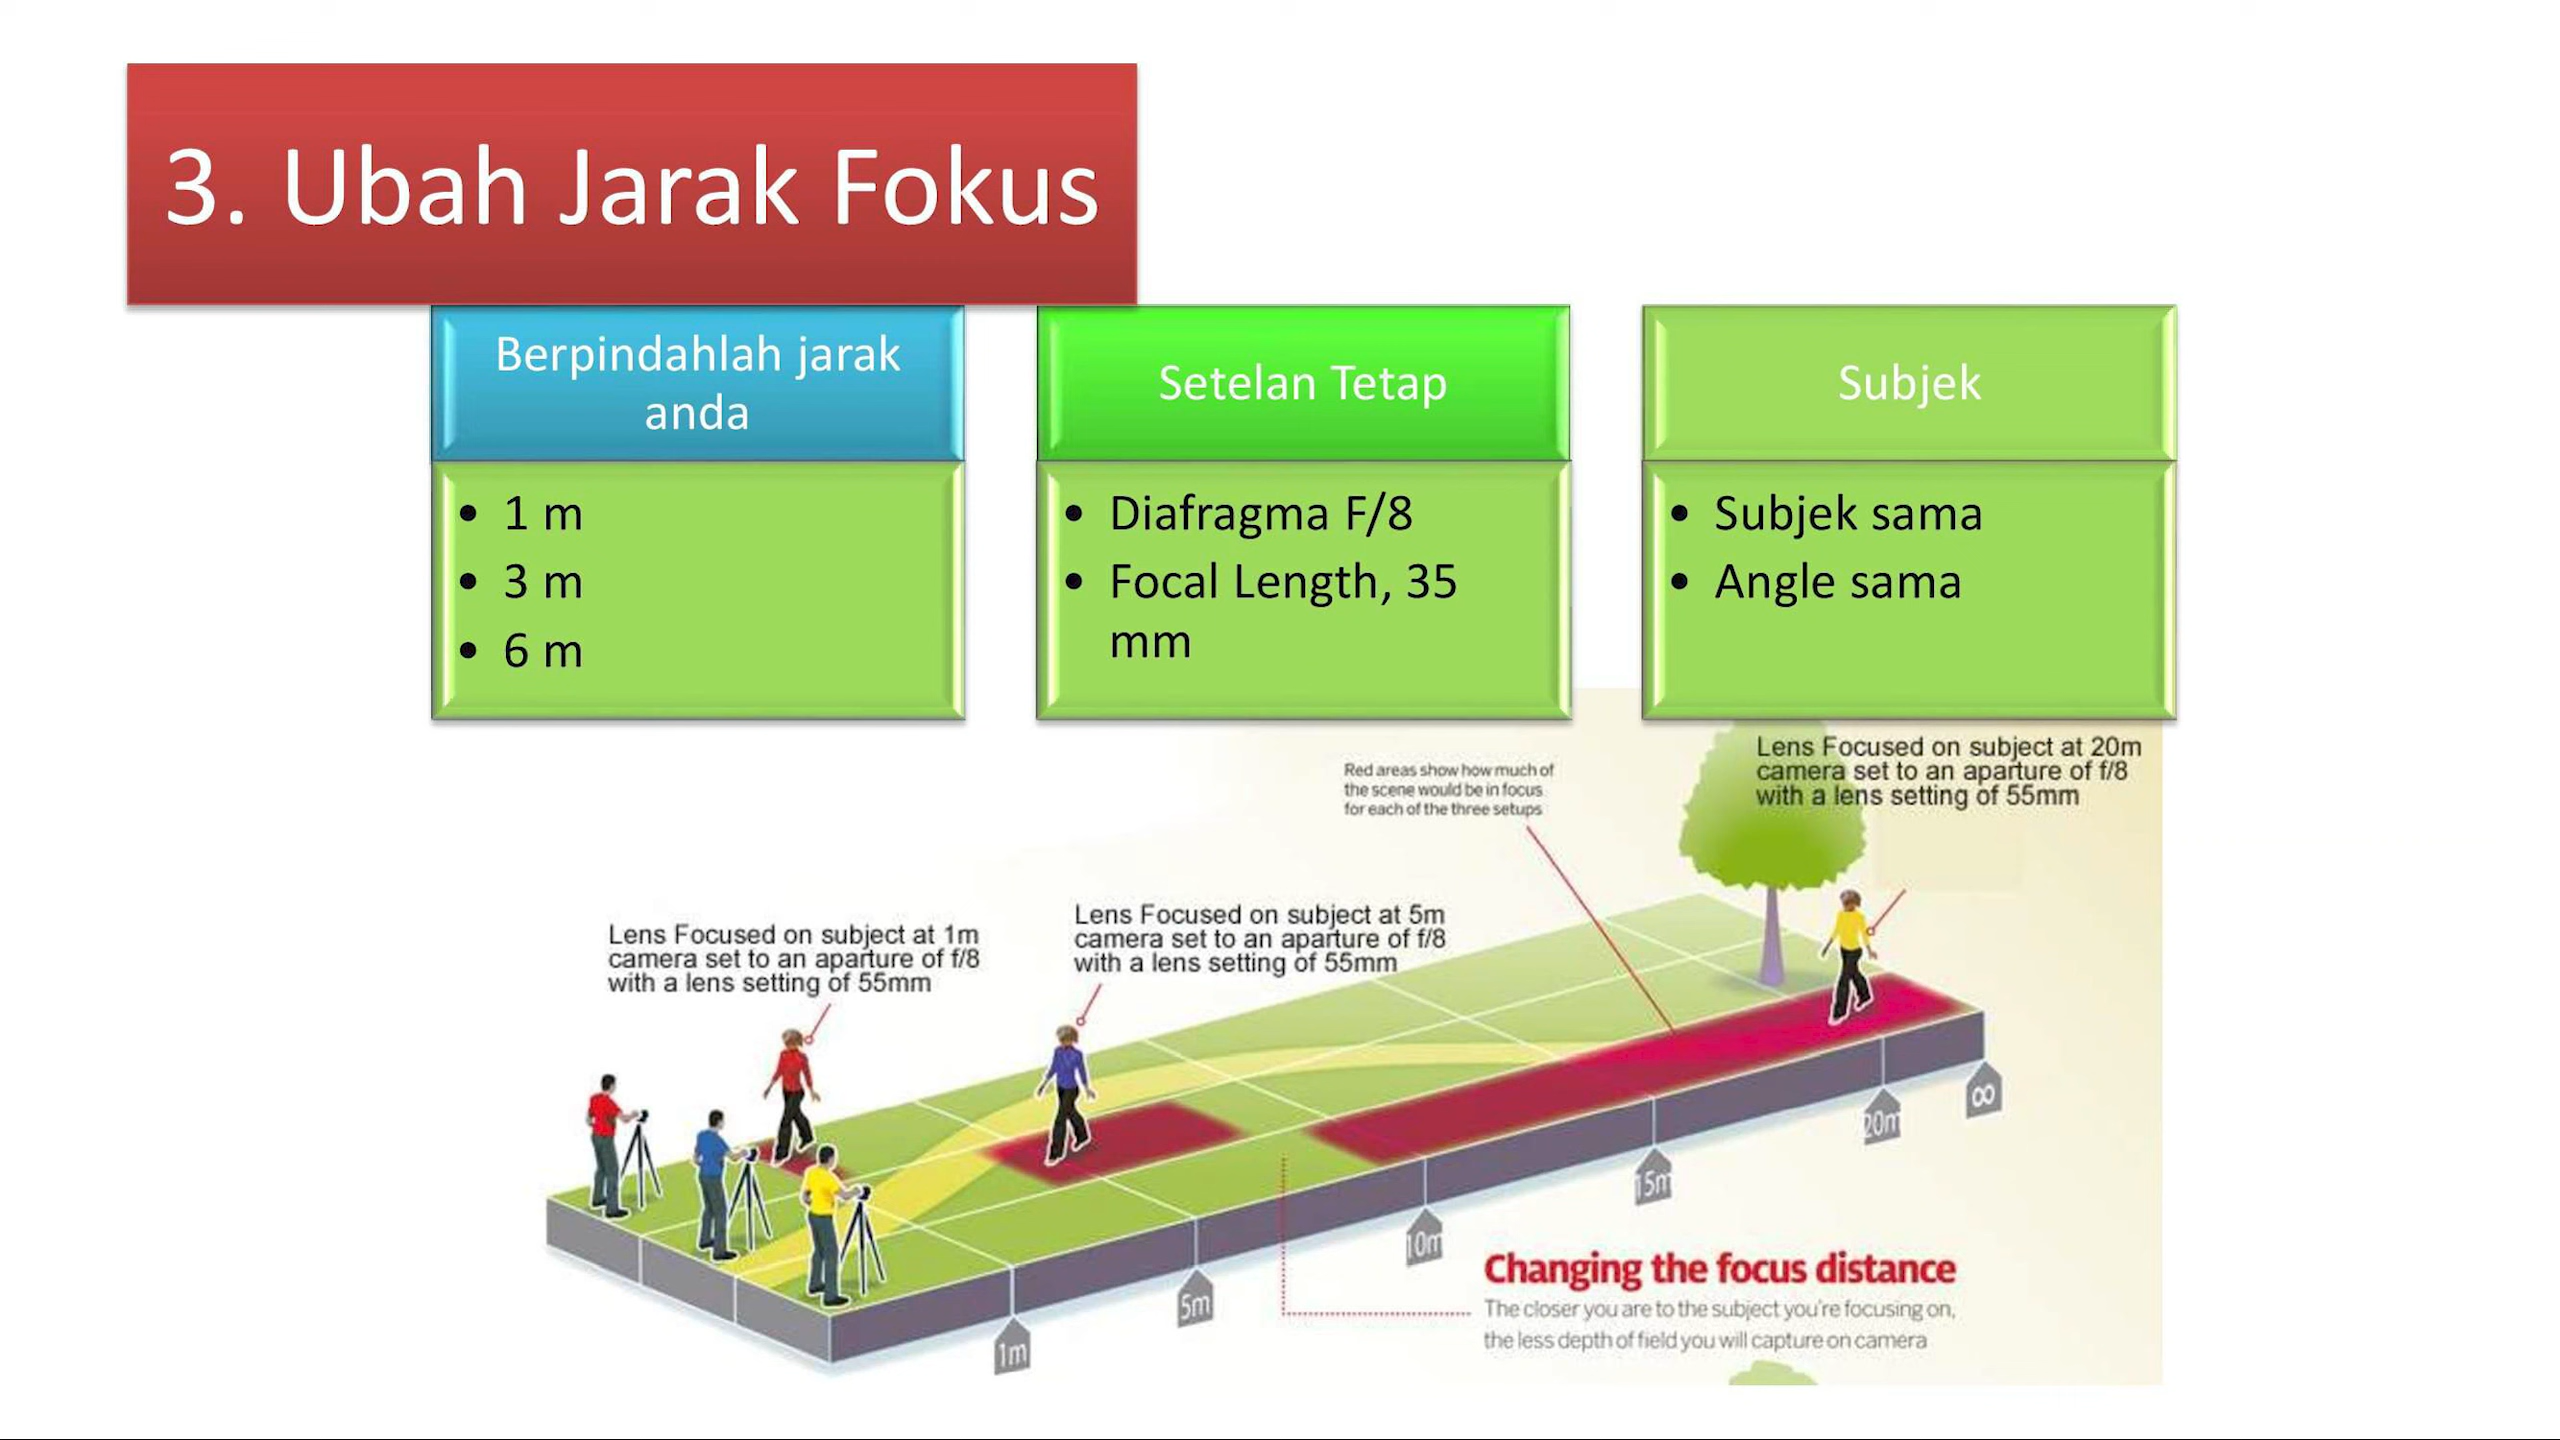 3. Ubah Jarak Fokus
Berpindahlah jarak
anda
• 1 m
• 3 m
• 6 m
Setelan Tetap
• Diafragma F/8
• Focal Length, 35
mm
Subjek
• Subjek sama
• Angle sama
Red areas show how much of
the scene would be in focus
for each of the three setups
Lens Focused on subject at 20m
camera set to an aparture of f/8
with a lens setting of 55mm
Lens Focused on subject at 1m
camera set to an aparture of f/8
with a lens setting of 55mm
Lens Focused on subject at 5m
camera set to an aparture of f/8
with a lens setting of 55mm
1m
5m
10m
15m
20m
∞
Changing the focus distance
The closer you are to the subject you're focusing on,
the less depth of field you will capture on camera